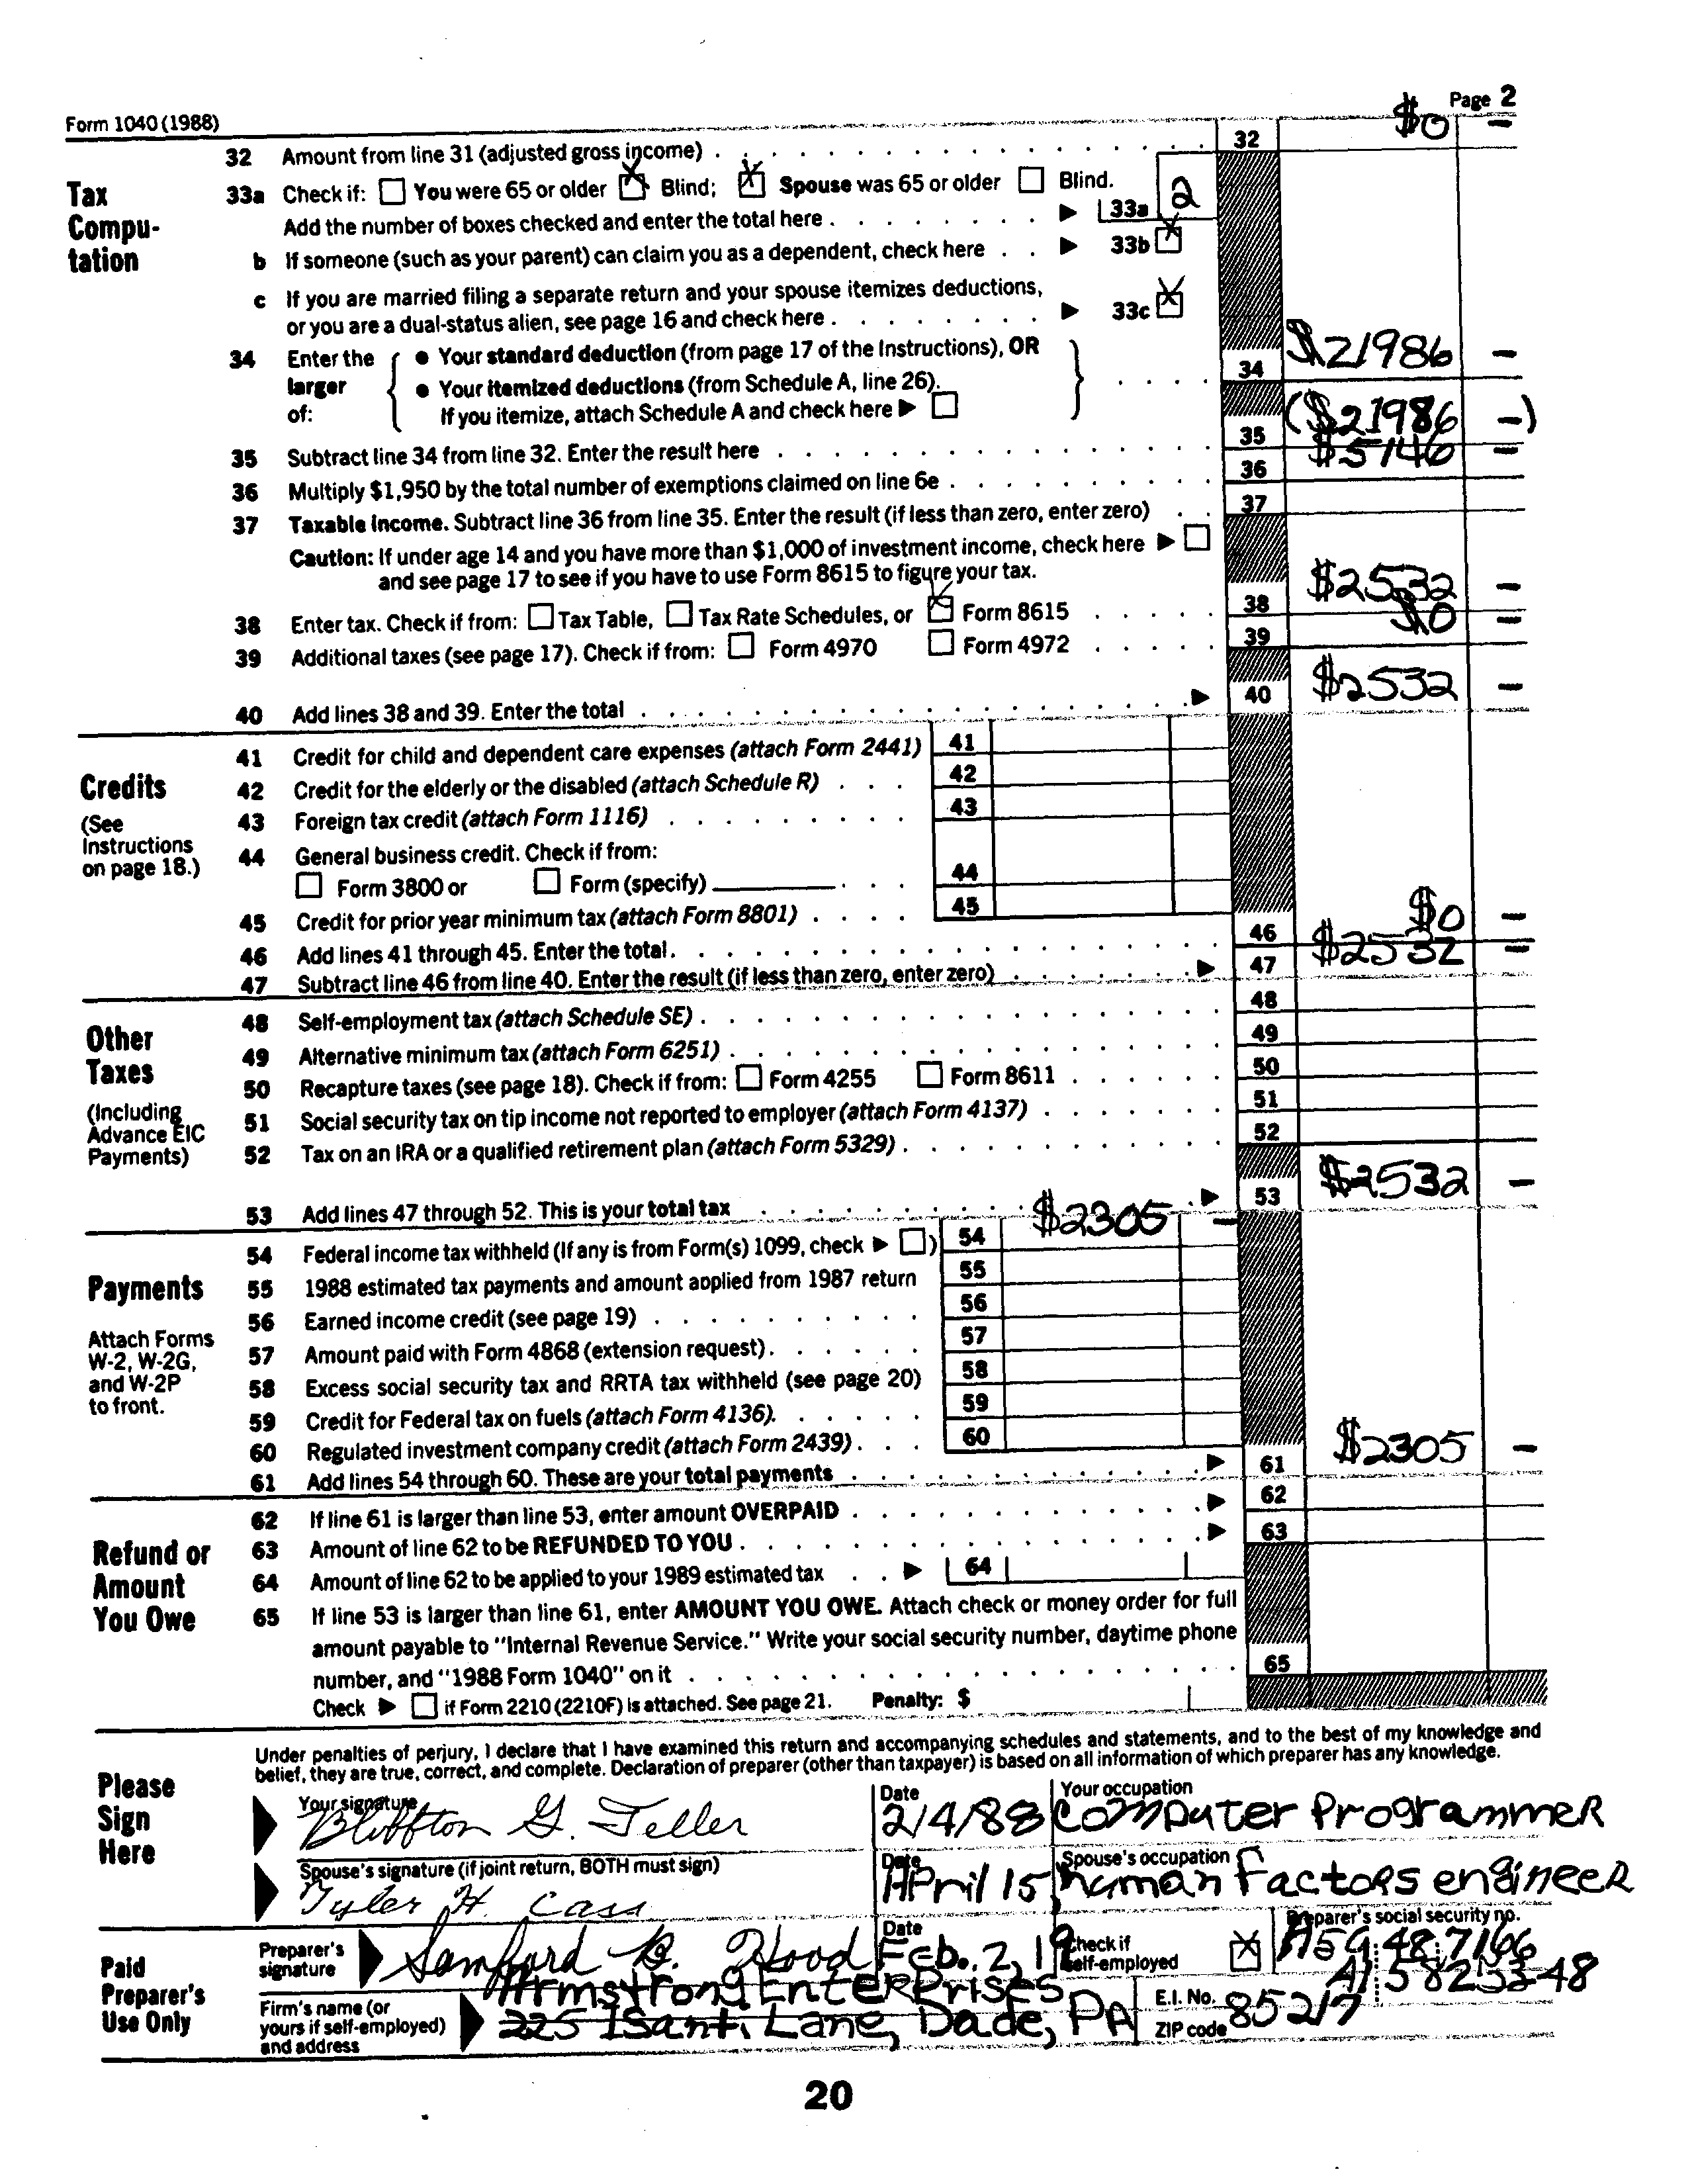 Form 1040 (1988) Page 2
32 Amount from line 31 (adjusted gross income) 32 $0 –
Tax Compu-tation
33a Check if: You were 65 or older X Blind; X Spouse was 65 or older Blind.
Add the number of boxes checked and enter the total here 33a 2
b If someone (such as your parent) can claim you as a dependent, check here 33b X
c If you are married filing a separate return and your spouse itemizes deductions,
or you are a dual-status alien, see page 16 and check here 33c X
34 Enter the larger of: { • Your standard deduction (from page 17 of the Instructions), OR
• Your itemized deductions (from Schedule A, line 26).
If you itemize, attach Schedule A and check here } 34 $21986 –
35 Subtract line 34 from line 32. Enter the result here 35 ($21986 –)
36 Multiply $1,950 by the total number of exemptions claimed on line 6e 36 $5146 –
37 Taxable income. Subtract line 36 from line 35. Enter the result (if less than zero, enter zero) 37
Caution: If under age 14 and you have more than $1,000 of investment income, check here
and see page 17 to see if you have to use Form 8615 to figure your tax.
38 Enter tax. Check if from: Tax Table, Tax Rate Schedules, or X Form 8615 38 $2532 –
39 Additional taxes (see page 17). Check if from: Form 4970 Form 4972 39 $0 –
40 Add lines 38 and 39. Enter the total 40 $2532 –
Credits
(See Instructions on page 18.)
41 Credit for child and dependent care expenses (attach Form 2441) 41
42 Credit for the elderly or the disabled (attach Schedule R) 42
43 Foreign tax credit (attach Form 1116) 43
44 General business credit. Check if from:
Form 3800 or Form (specify) 44
45 Credit for prior year minimum tax (attach Form 8801) 45
46 Add lines 41 through 45. Enter the total 46 $0 –
47 Subtract line 46 from line 40. Enter the result (if less than zero, enter zero) 47 $2532 –
Other Taxes
(Including Advance EIC Payments)
48 Self-employment tax (attach Schedule SE) 48
49 Alternative minimum tax (attach Form 6251) 49
50 Recapture taxes (see page 18). Check if from: Form 4255 Form 8611 50
51 Social security tax on tip income not reported to employer (attach Form 4137) 51
52 Tax on an IRA or a qualified retirement plan (attach Form 5329) 52
53 Add lines 47 through 52. This is your total tax 53 $2532 –
Payments
Attach Forms W-2, W-2G, and W-2P to front.
54 Federal income tax withheld (If any is from Form(s) 1099, check ) 54 $2305 –
55 1988 estimated tax payments and amount applied from 1987 return 55
56 Earned income credit (see page 19) 56
57 Amount paid with Form 4868 (extension request) 57
58 Excess social security tax and RRTA tax withheld (see page 20) 58
59 Credit for Federal tax on fuels (attach Form 4136) 59
60 Regulated investment company credit (attach Form 2439) 60
61 Add lines 54 through 60. These are your total payments 61 $2305 –
Refund or Amount You Owe
62 If line 61 is larger than line 53, enter amount OVERPAID 62
63 Amount of line 62 to be REFUNDED TO YOU 63
64 Amount of line 62 to be applied to your 1989 estimated tax 64
65 If line 53 is larger than line 61, enter AMOUNT YOU OWE. Attach check or money order for full
amount payable to "Internal Revenue Service." Write your social security number, daytime phone
number, and "1988 Form 1040" on it 65
Check if Form 2210 (2210F) is attached. See page 21. Penalty: $
Please Sign Here
Under penalties of perjury, I declare that I have examined this return and accompanying schedules and statements, and to the best of my knowledge and
belief, they are true, correct, and complete. Declaration of preparer (other than taxpayer) is based on all information of which preparer has any knowledge.
Your signature Bluffton G. Teller Date 2/4/88 Your occupation Computer Programmer
Spouse's signature (if joint return, BOTH must sign) Tyler H. Cass Date April 15, Spouse's occupation human factors engineer
Paid Preparer's Use Only
Preparer's signature Samford B. Hood Date Feb. 2, 19 Check if self-employed X Preparer's social security no. 487166
Firm's name (or yours if self-employed) and address Armstrong Enterprises E.I. No.
225 ISanti Lane, Dade, PA ZIP code 85217
20